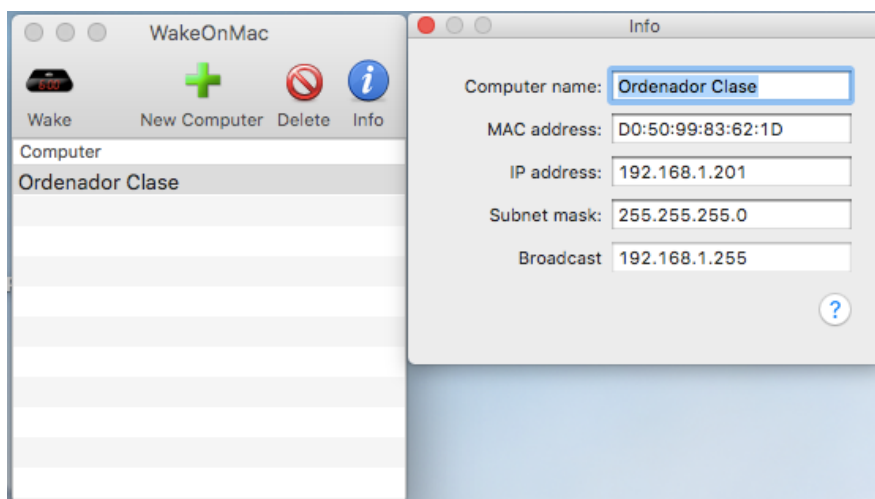 WakeOnMac
6:00
Wake
New Computer
Delete
Info
Computer
Ordenador Clase
Info
Computer name: Ordenador Clase
MAC address: D0:50:99:83:62:1D
IP address: 192.168.1.201
Subnet mask: 255.255.255.0
Broadcast 192.168.1.255
?